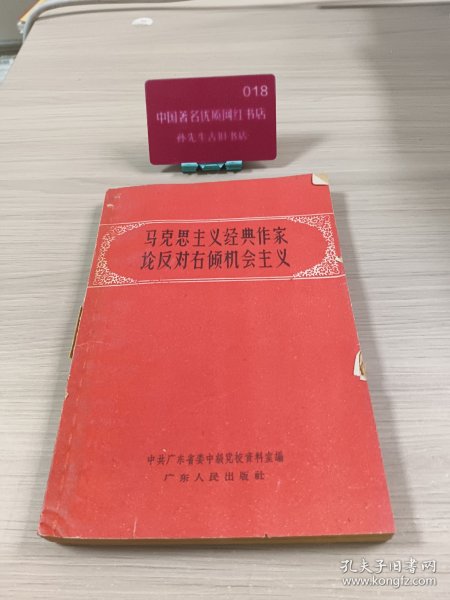 018
中国著名优质网红书店
孙先生古旧书店
马克思主义经典作家
论反对右倾机会主义
中共广东省委中级党校资料室編
广东人民出版社
孔夫子旧书网
www.kongfz.com